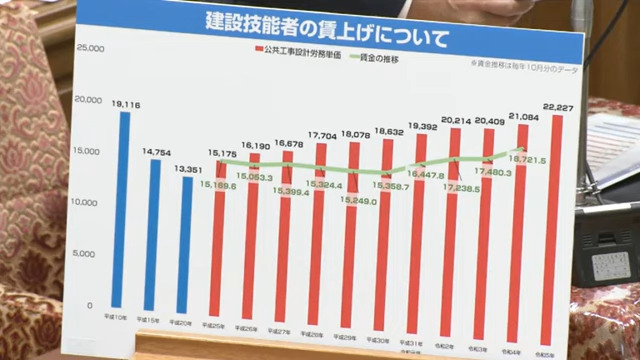 建設技能者の賃上げについて
公共工事設計労務単価 賃金の推移
※賃金推移は毎年10月分のデータ
25,000
20,000
15,000
10,000
5,000
0
19,116
14,754
13,351
15,175
16,190
16,678
17,704
18,078
18,632
19,392
20,214
20,409
21,084
22,227
15,169.6
15,053.3
15,399.4
15,324.4
15,249.0
15,358.7
16,447.8
17,238.5
17,480.3
18,721.5
平成10年
平成15年
平成20年
平成25年
平成26年
平成27年
平成28年
平成29年
平成30年
平成31年
令和元年
令和2年
令和3年
令和4年
令和5年